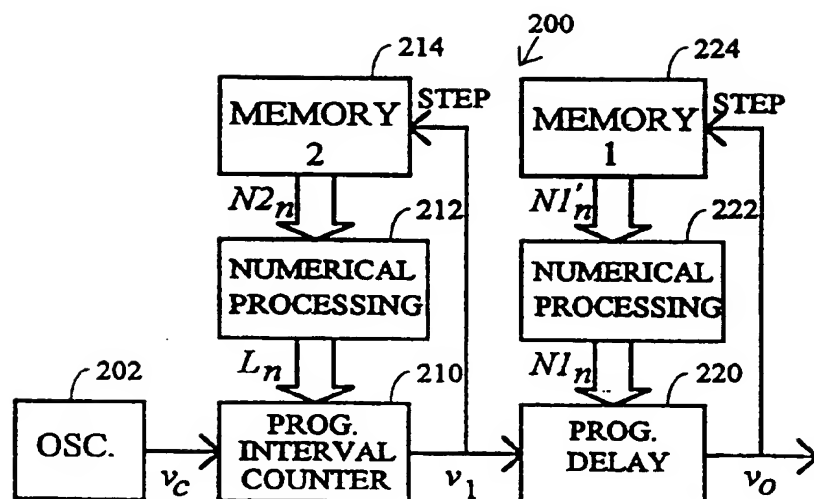 200
214
224
MEMORY
2
STEP
MEMORY
1
STEP
N2n
212
N1'n
222
NUMERICAL
PROCESSING
NUMERICAL
PROCESSING
202
Ln
210
N1n
220
OSC.
vc
PROG.
INTERVAL
COUNTER
v1
PROG.
DELAY
vo